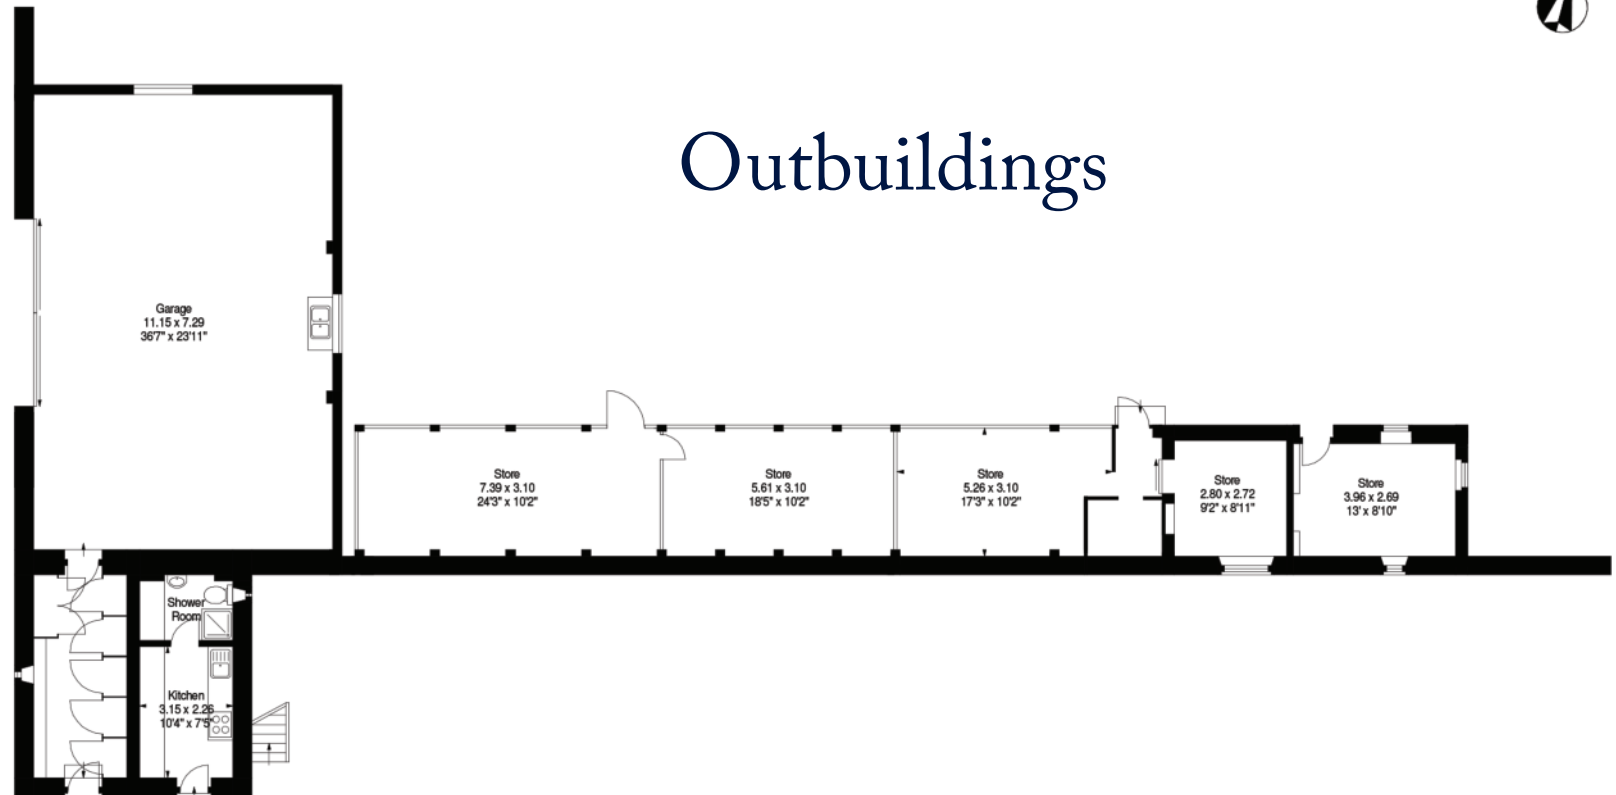 Outbuildings
Garage
11.15 x 7.29
36'7" x 23'11"
Store
7.39 x 3.10
24'3" x 10'2"
Store
5.61 x 3.10
18'5" x 10'2"
Store
5.26 x 3.10
17'3" x 10'2"
Store
2.80 x 2.72
9'2" x 8'11"
Store
3.96 x 2.69
13' x 8'10"
Shower
Room
Kitchen
3.15 x 2.26
10'4" x 7'5"